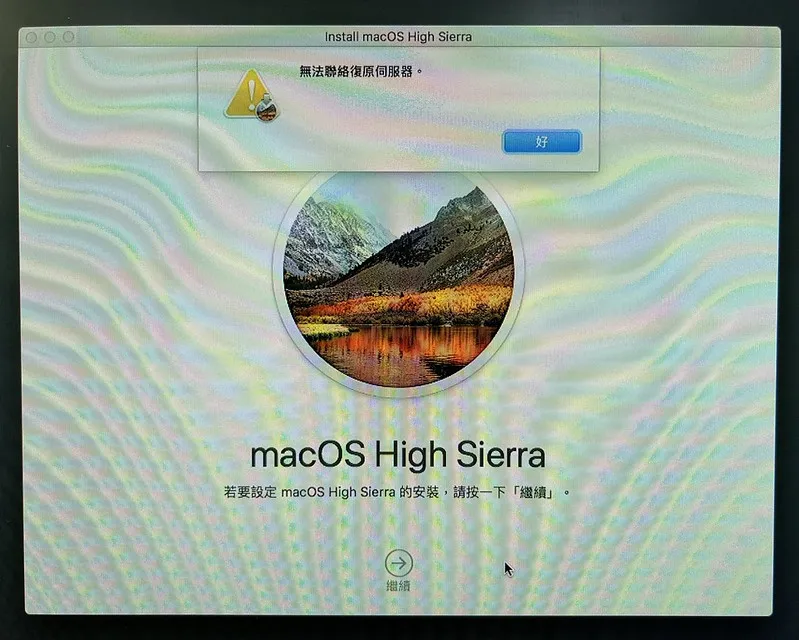 Install macOS High Sierra
無法聯絡復原伺服器。
好
macOS High Sierra
若要設定 macOS High Sierra 的安裝，請按一下「繼續」。
繼續